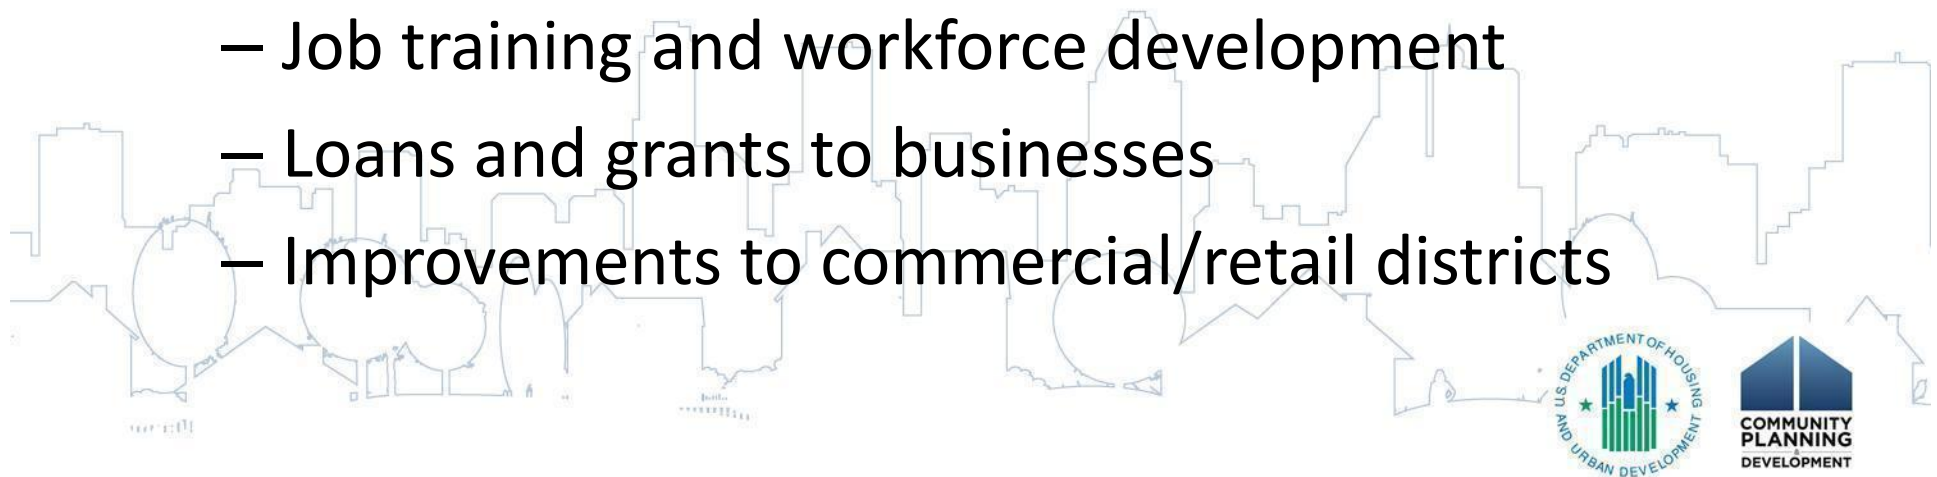 – Job training and workforce development
– Loans and grants to businesses
– Improvements to commercial/retail districts
U.S. DEPARTMENT OF HOUSING
AND URBAN DEVELOPMENT
COMMUNITY
PLANNING
&
DEVELOPMENT